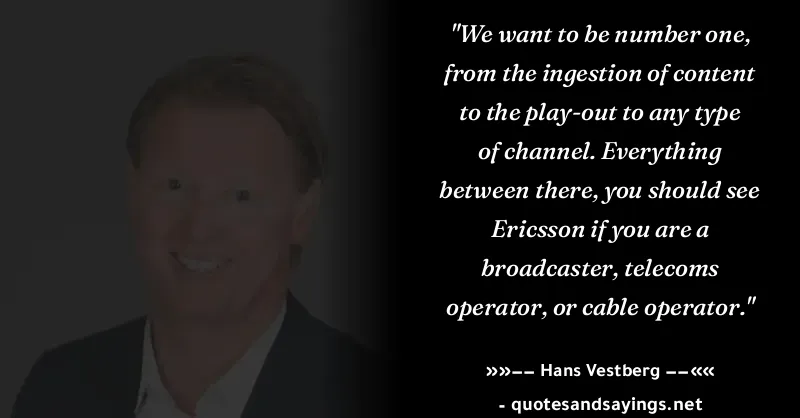 "We want to be number one,
from the ingestion of content
to the play-out to any type
of channel. Everything
between there, you should see
Ericsson if you are a
broadcaster, telecoms
operator, or cable operator."
»»–– Hans Vestberg ––««
- quotesandsayings.net